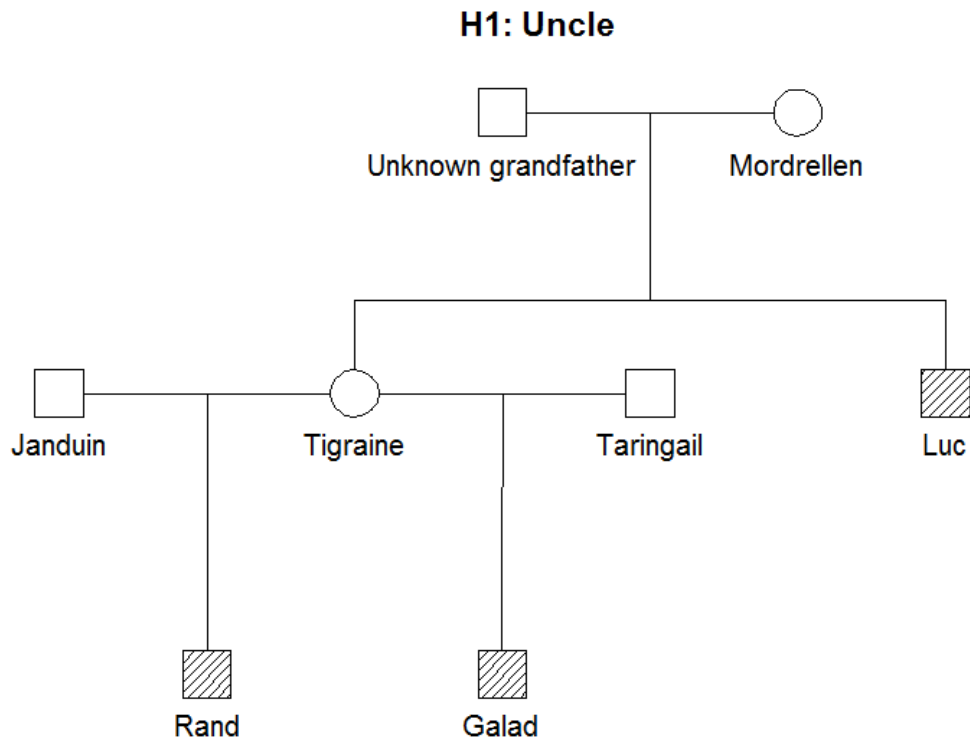 H1: Uncle
Unknown grandfather Mordrellen
Janduin Tigraine Taringail Luc
Rand Galad